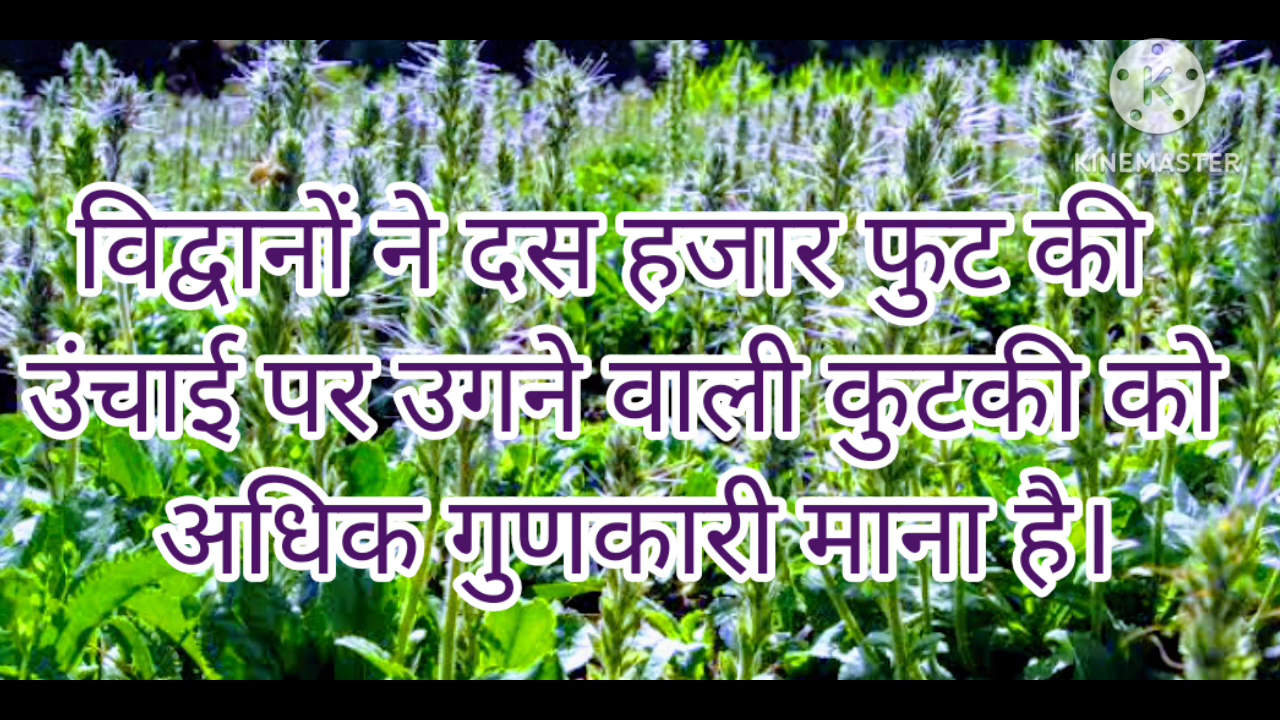 KINEMASTER
विद्वानों ने दस हजार फुट की
उंचाई पर उगने वाली कुटकी को
अधिक गुणकारी माना है।